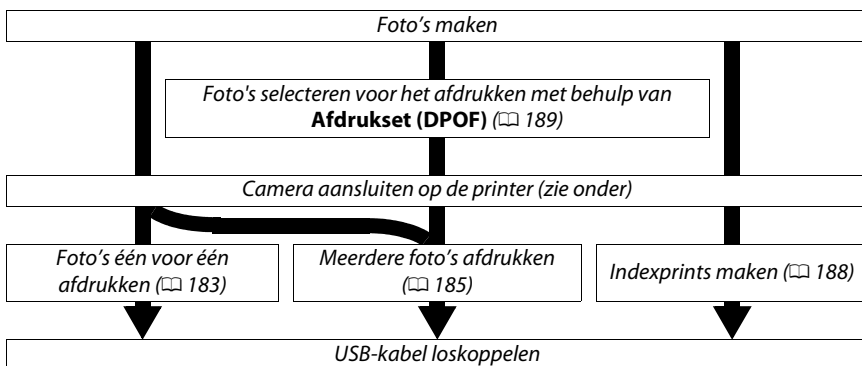 Foto’s maken
Foto's selecteren voor het afdrukken met behulp van
Afdrukset (DPOF) (🕮 189)
Camera aansluiten op de printer (zie onder)
Foto’s één voor één
afdrukken (🕮 183)
Meerdere foto’s afdrukken
(🕮 185)
Indexprints maken (🕮 188)
USB-kabel loskoppelen